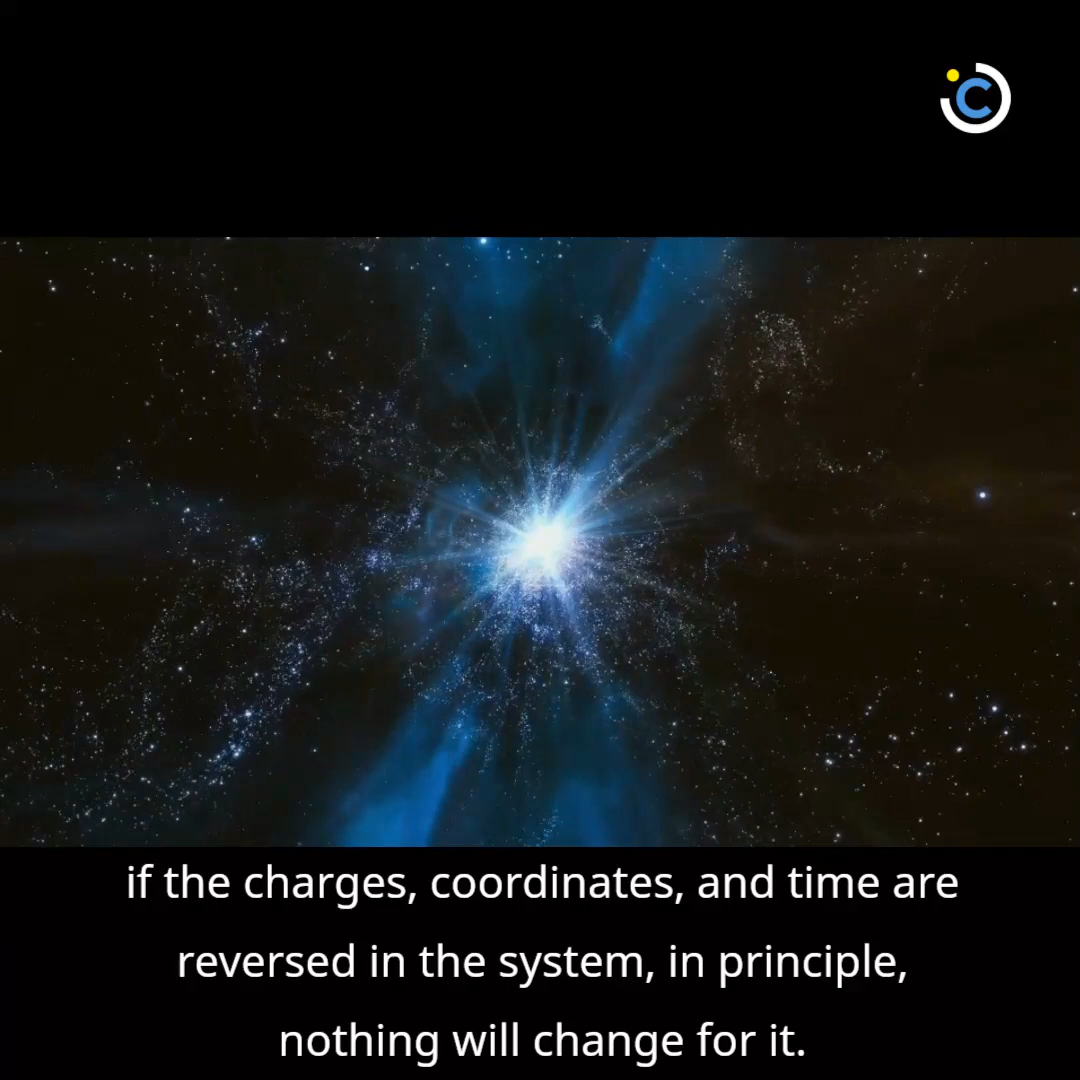 C
if the charges, coordinates, and time are
reversed in the system, in principle,
nothing will change for it.